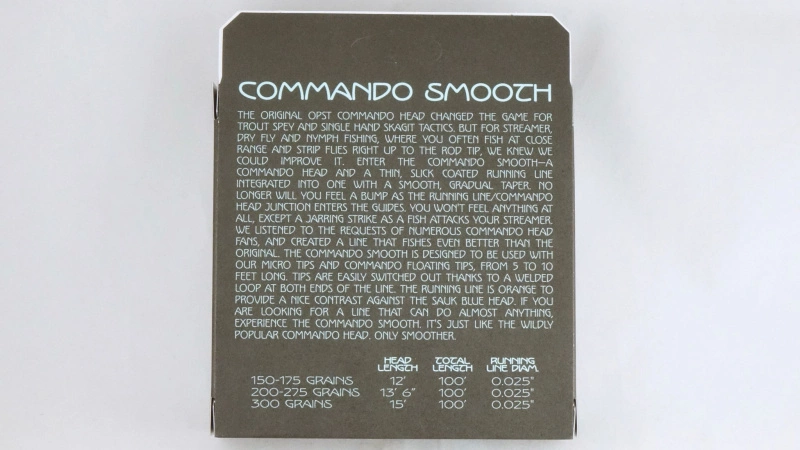 COMMANDO SMOOTH
THE ORIGINAL OPST COMMANDO HEAD CHANGED THE GAME FOR
TROUT SPEY AND SINGLE HAND SKAGIT TACTICS. BUT FOR STREAMER,
DRY FLY AND NYMPH FISHING, WHERE YOU OFTEN FISH AT CLOSE
RANGE AND STRIP FLIES RIGHT UP TO THE ROD TIP, WE KNEW WE
COULD IMPROVE IT. ENTER THE COMMANDO SMOOTH—A
COMMANDO HEAD AND A THIN, SLICK COATED RUNNING LINE
INTEGRATED INTO ONE WITH A SMOOTH, GRADUAL TAPER. NO
LONGER WILL YOU FEEL A BUMP AS THE RUNNING LINE/COMMANDO
HEAD JUNCTION ENTERS THE GUIDES. YOU WON'T FEEL ANYTHING AT
ALL, EXCEPT A JARRING STRIKE AS A FISH ATTACKS YOUR STREAMER.
WE LISTENED TO THE REQUESTS OF NUMEROUS COMMANDO HEAD
FANS, AND CREATED A LINE THAT FISHES EVEN BETTER THAN THE
ORIGINAL. THE COMMANDO SMOOTH IS DESIGNED TO BE USED WITH
OUR MICRO TIPS AND COMMANDO FLOATING TIPS, FROM 5 TO 10
FEET LONG. TIPS ARE EASILY SWITCHED OUT THANKS TO A WELDED
LOOP AT BOTH ENDS OF THE LINE. THE RUNNING LINE IS ORANGE TO
PROVIDE A NICE CONTRAST AGAINST THE SAUK BLUE HEAD. IF YOU
ARE LOOKING FOR A LINE THAT CAN DO ALMOST ANYTHING,
EXPERIENCE THE COMMANDO SMOOTH. IT'S JUST LIKE THE WILDLY
POPULAR COMMANDO HEAD. ONLY SMOOTHER.
HEAD LENGTH TOTAL LENGTH RUNNING LINE DIAM.
150-175 GRAINS 12' 100' 0.025"
200-275 GRAINS 13' 6" 100' 0.025"
300 GRAINS 15' 100' 0.025"